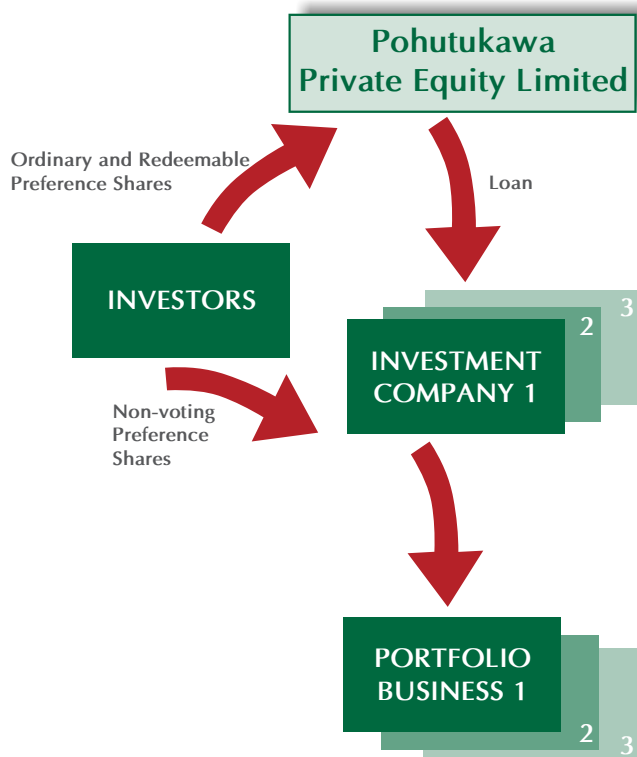 Pohutukawa
Private Equity Limited
Ordinary and Redeemable
Preference Shares
Loan
INVESTORS
3
2
INVESTMENT
COMPANY 1
Non-voting
Preference
Shares
PORTFOLIO
BUSINESS 1
2
3